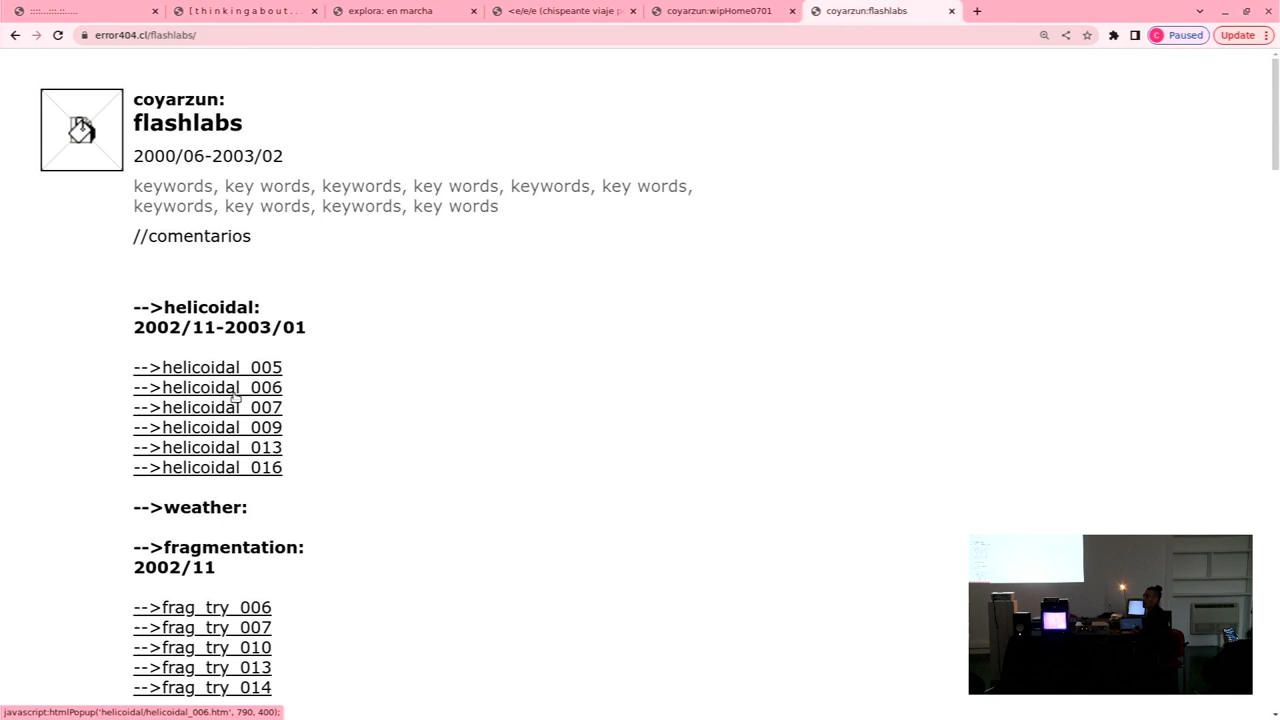 ::::..::::.::......
[ t h i n k i n g a b o u t . . .
explora: en marcha
<e/e/e (chispeante viaje p
coyarzun:wipHome0701
coyarzun:flashlabs
error404.cl/flashlabs/
C
Paused
Update
coyarzun:
flashlabs
2000/06-2003/02
keywords, key words, keywords, key words, keywords, key words,
keywords, key words, keywords, key words
//comentarios
-->helicoidal:
2002/11-2003/01
-->helicoidal_005
-->helicoidal_006
-->helicoidal_007
-->helicoidal_009
-->helicoidal_013
-->helicoidal_016
-->weather:
-->fragmentation:
2002/11
-->frag_try_006
-->frag_try_007
-->frag_try_010
-->frag_try_013
-->frag_try_014
javascript:htmlPopup('helicoidal/helicoidal_006.htm', 790, 400);